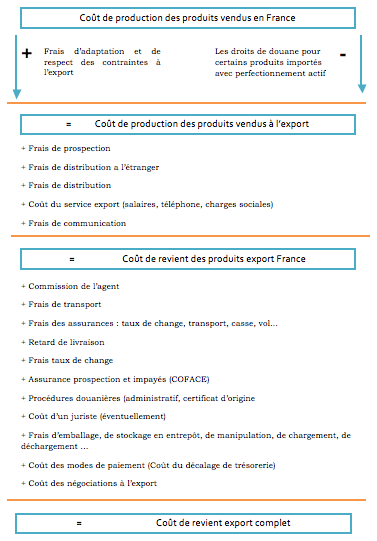 Coût de production des produits vendus en France
+ Frais d'adaptation et de
respect des contraintes à
l'export
Les droits de douane pour -
certains produits importés
avec perfectionnement actif
= Coût de production des produits vendus à l'export
+ Frais de prospection
+ Frais de distribution a l'étranger
+ Frais de distribution
+ Coût du service export (salaires, téléphone, charges sociales)
+ Frais de communication
= Coût de revient des produits export France
+ Commission de l'agent
+ Frais de transport
+ Frais des assurances : taux de change, transport, casse, vol...
+ Retard de livraison
+ Frais taux de change
+ Assurance prospection et impayés (COFACE)
+ Procédures douanières (administratif, certificat d'origine
+ Coût d'un juriste (éventuellement)
+ Frais d'emballage, de stockage en entrepôt, de manipulation, de chargement, de
déchargement ...
+ Coût des modes de paiement (Coût du décalage de trésorerie)
+ Coût des négociations à l'export
= Coût de revient export complet